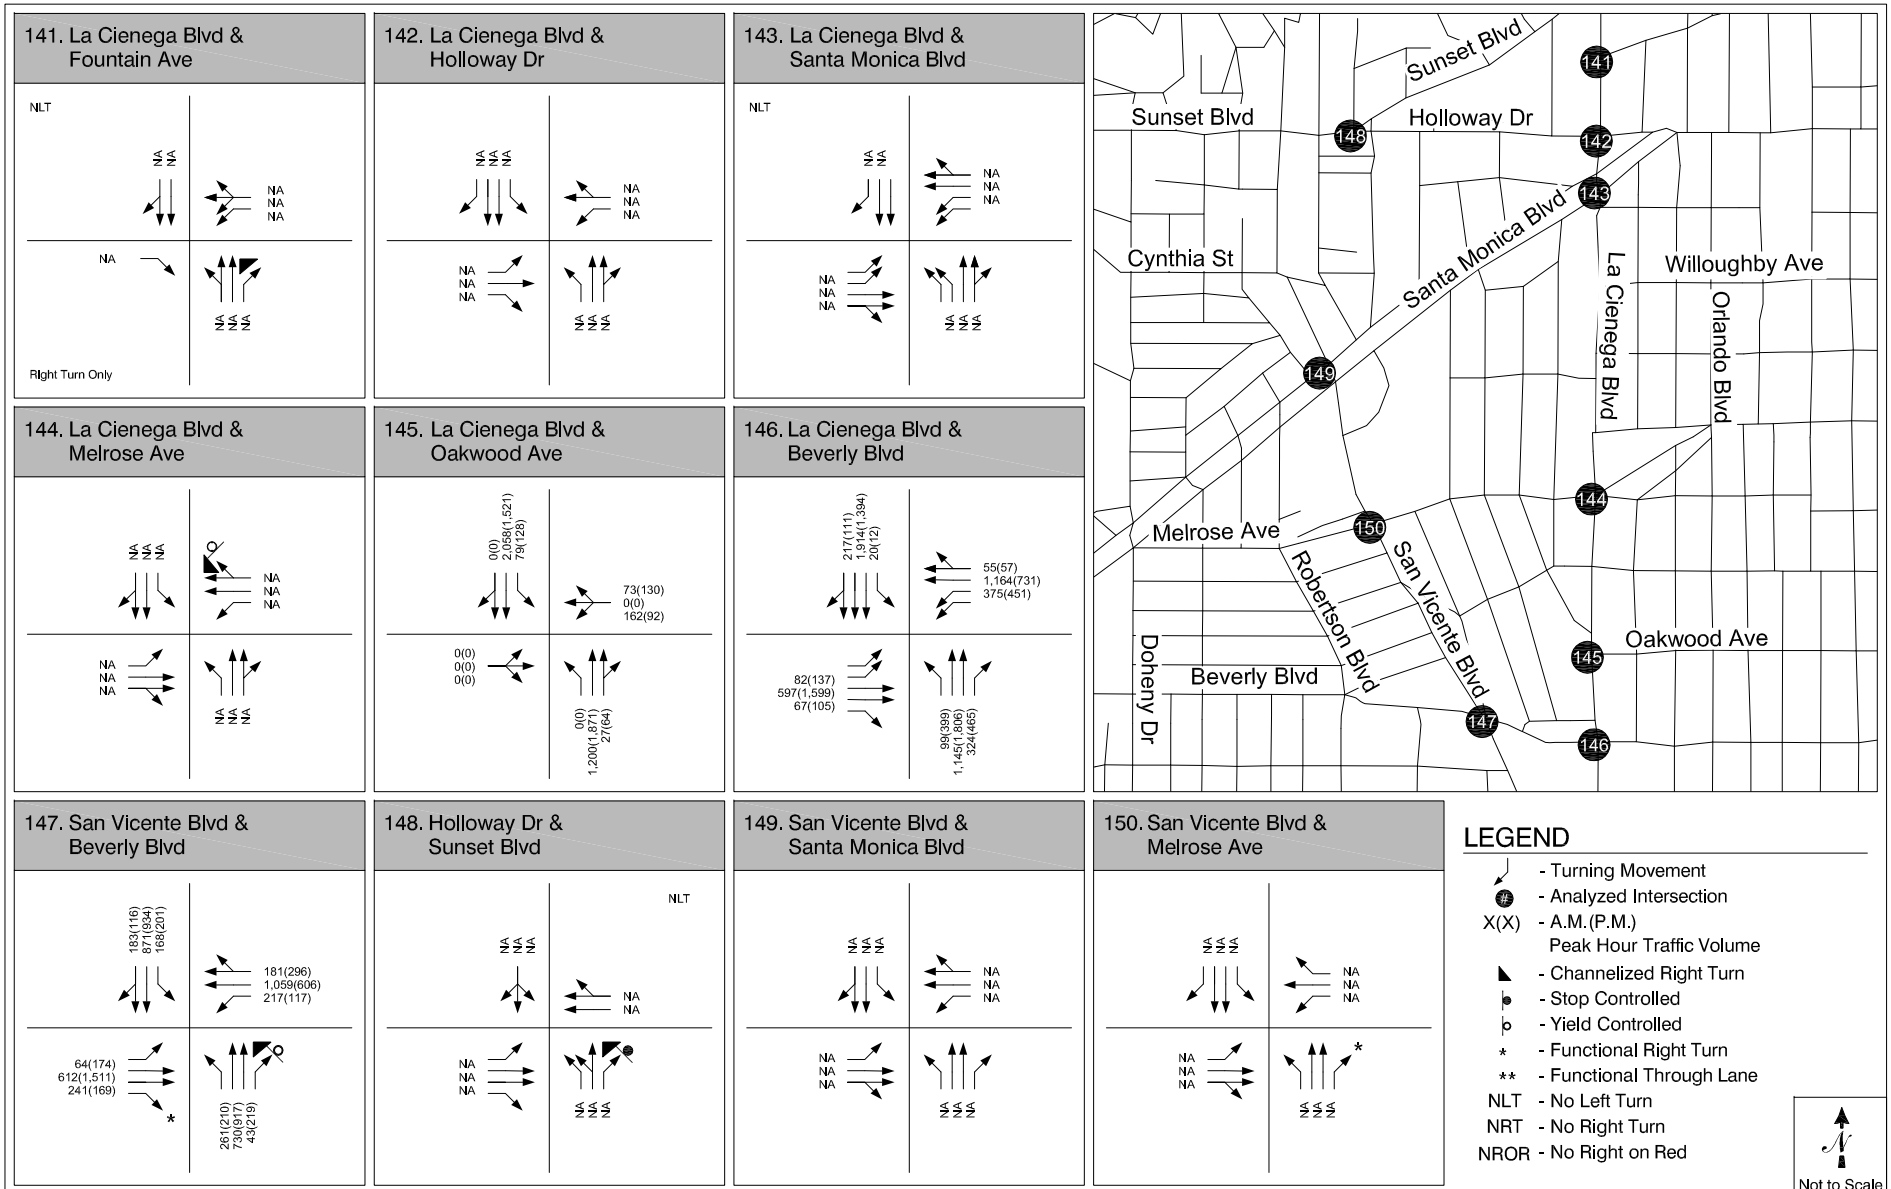 141. La Cienega Blvd &
Fountain Ave
NLT
NA NA
NA
NA
NA
NA
NA NA NA
Right Turn Only
142. La Cienega Blvd &
Holloway Dr
NA NA NA
NA
NA
NA
NA
NA
NA
NA NA NA
143. La Cienega Blvd &
Santa Monica Blvd
NLT
NA NA
NA
NA
NA
NA
NA
NA
NA NA NA
144. La Cienega Blvd &
Melrose Ave
NA NA NA
NA
NA
NA
NA
NA
NA
NA NA NA
145. La Cienega Blvd &
Oakwood Ave
0(0)
2,058(1,521)
79(128)
73(130)
0(0)
162(92)
0(0)
0(0)
0(0)
0(0)
1,200(1,871)
27(64)
146. La Cienega Blvd &
Beverly Blvd
217(111)
1,914(1,394)
20(12)
55(57)
1,164(731)
375(451)
82(137)
597(1,599)
67(105)
99(399)
1,145(1,806)
324(465)
147. San Vicente Blvd &
Beverly Blvd
183(116)
871(934)
168(201)
181(296)
1,059(606)
217(117)
64(174)
612(1,511)
241(169)
*
261(210)
730(917)
43(219)
148. Holloway Dr &
Sunset Blvd
NLT
NA NA NA
NA
NA
NA
NA
NA
NA NA NA
149. San Vicente Blvd &
Santa Monica Blvd
NA NA NA
NA
NA
NA
NA
NA
NA
NA NA NA
150. San Vicente Blvd &
Melrose Ave
NA NA NA
NA
NA
NA
NA
NA
NA
*
NA NA NA
Sunset Blvd
141
Sunset Blvd
148
Holloway Dr
142
143
Cynthia St
Santa Monica Blvd
La Cienega Blvd
Willoughby Ave
Orlando Blvd
149
144
Melrose Ave
150
Robertson Blvd
San Vicente Blvd
Doheny Dr
Oakwood Ave
145
Beverly Blvd
147
146
LEGEND
- Turning Movement
# - Analyzed Intersection
X(X) - A.M.(P.M.)
Peak Hour Traffic Volume
- Channelized Right Turn
- Stop Controlled
- Yield Controlled
* - Functional Right Turn
** - Functional Through Lane
NLT - No Left Turn
NRT - No Right Turn
NROR - No Right on Red
N
Not to Scale